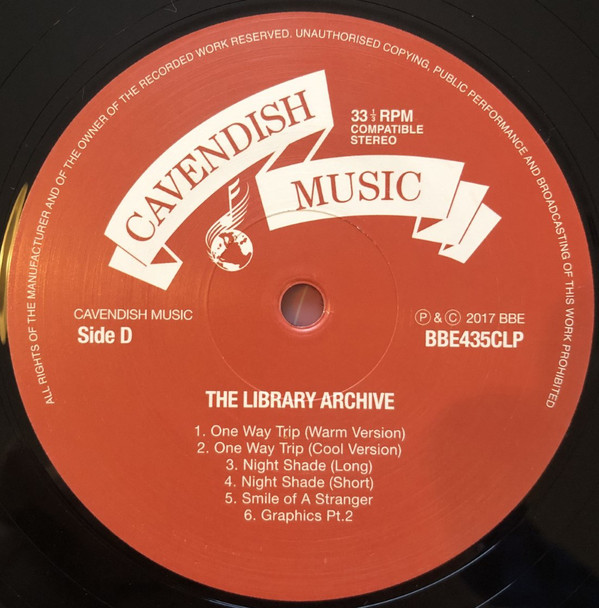 ALL RIGHTS OF THE MANUFACTURER AND OF THE OWNER OF THE RECORDED WORK RESERVED. UNAUTHORISED COPYING, PUBLIC PERFORMANCE AND BROADCASTING OF THIS WORK PROHIBITED
CAVENDISH
MUSIC
33 1/3 RPM
COMPATIBLE
STEREO
CAVENDISH MUSIC
Side D
Ⓟ & © 2017 BBE
BBE435CLP
THE LIBRARY ARCHIVE
1. One Way Trip (Warm Version)
2. One Way Trip (Cool Version)
3. Night Shade (Long)
4. Night Shade (Short)
5. Smile of A Stranger
6. Graphics Pt.2